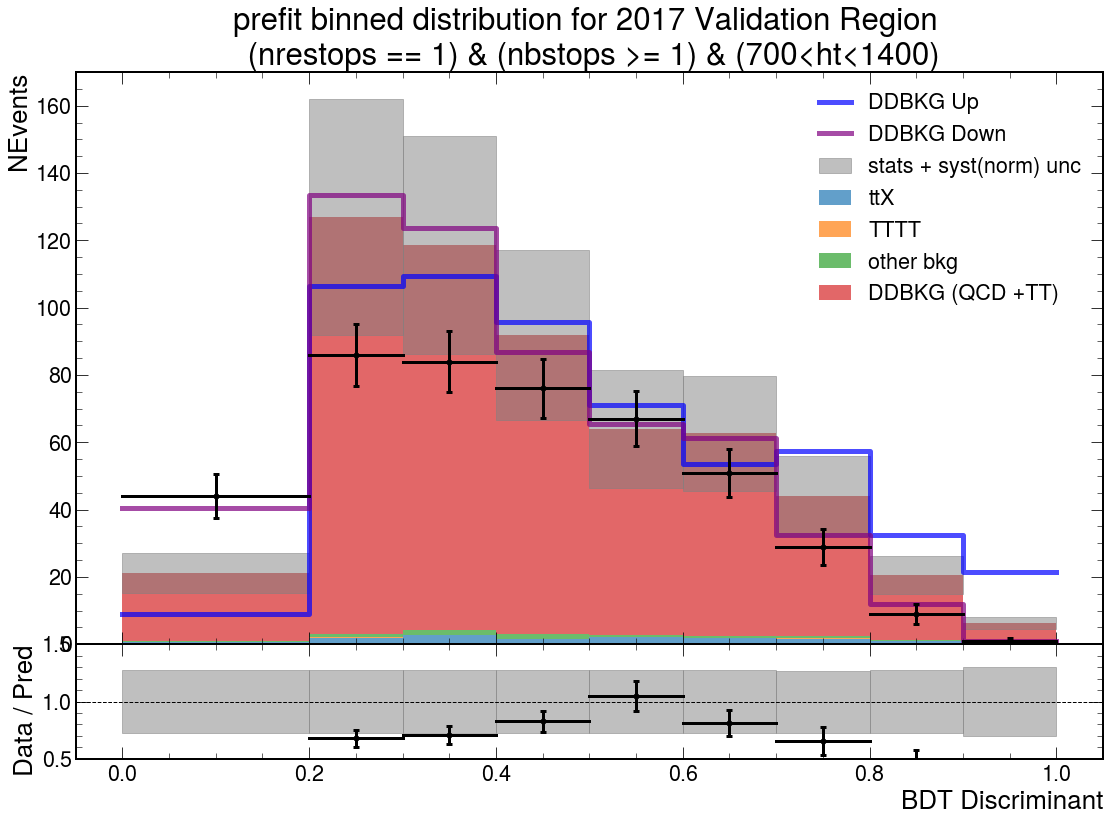 prefit binned distribution for 2017 Validation Region
(nrestops == 1) & (nbstops >= 1) & (700<ht<1400)
NEvents
160
140
120
100
80
60
40
20
0
DDBKG Up
DDBKG Down
stats + syst(norm) unc
ttX
TTTT
other bkg
DDBKG (QCD +TT)
Data / Pred
1.5
1.0
0.5
0.0
0.2
0.4
0.6
0.8
1.0
BDT Discriminant